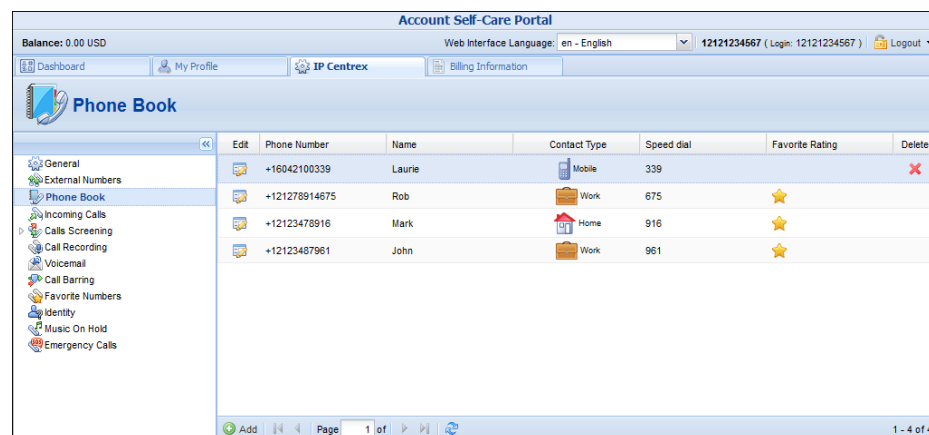 Account Self-Care Portal
Balance: 0.00 USD Web Interface Language: en - English 12121234567 ( Login: 12121234567 ) Logout
Dashboard My Profile IP Centrex Billing Information
Phone Book
Edit Phone Number Name Contact Type Speed dial Favorite Rating Delete
General
External Numbers
Phone Book
Incoming Calls
Calls Screening
Call Recording
Voicemail
Call Barring
Favorite Numbers
Identity
Music On Hold
SOS Emergency Calls
+16042100339 Laurie Mobile 339
+121278914675 Rob Work 675
+12123478916 Mark Home 916
+12123487961 John Work 961
Add Page 1 of 1 - 4 of 4